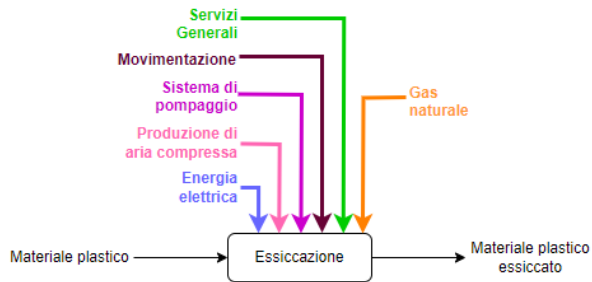 Servizi
Generali
Movimentazione
Sistema di
pompaggio
Gas
naturale
Produzione di
aria compressa
Energia
elettrica
Materiale plastico
Essiccazione
Materiale plastico
essiccato